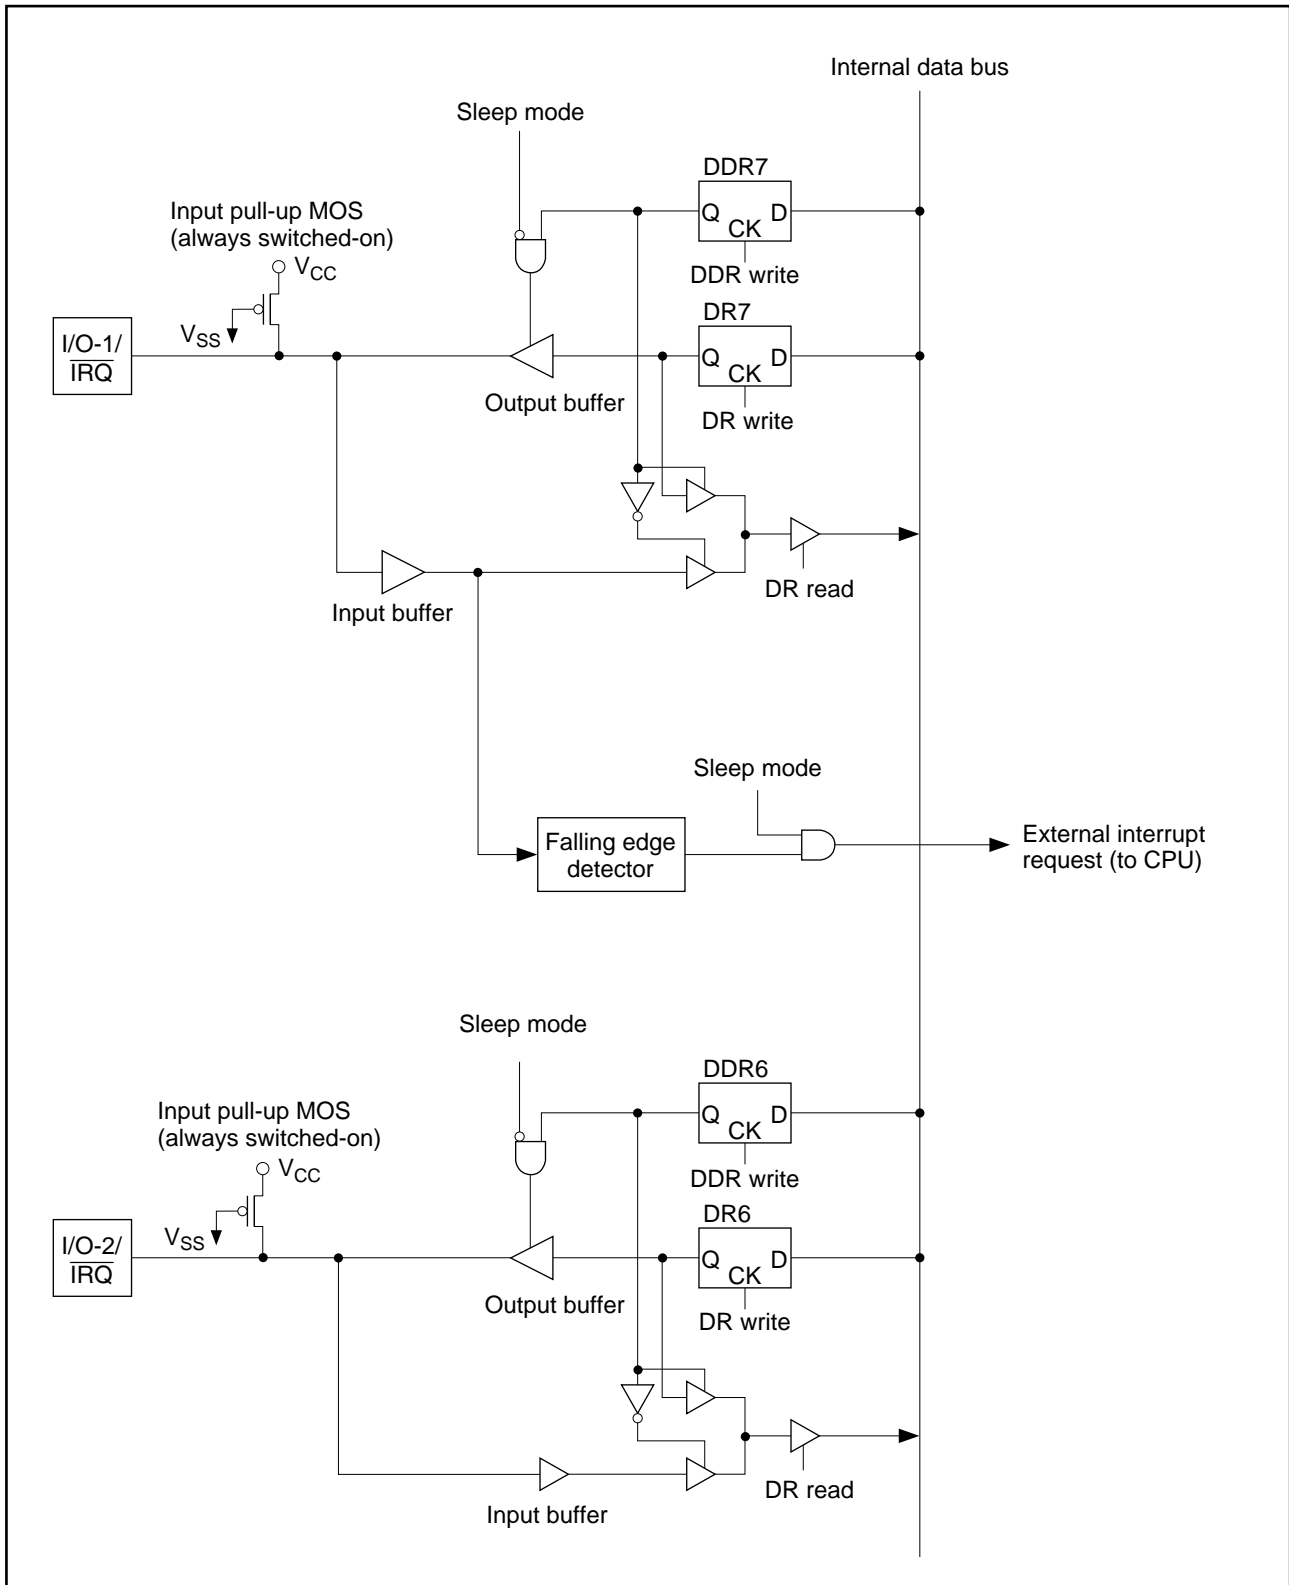 Internal data bus
Sleep mode
DDR7
Q D
CK
DDR write
Input pull-up MOS
(always switched-on)
VCC
VSS
I/O-1/
IRQ
DR7
Q D
CK
DR write
Output buffer
Input buffer
DR read
Sleep mode
Falling edge
detector
External interrupt
request (to CPU)
Sleep mode
DDR6
Q D
CK
DDR write
Input pull-up MOS
(always switched-on)
VCC
VSS
I/O-2/
IRQ
DR6
Q D
CK
DR write
Output buffer
Input buffer
DR read